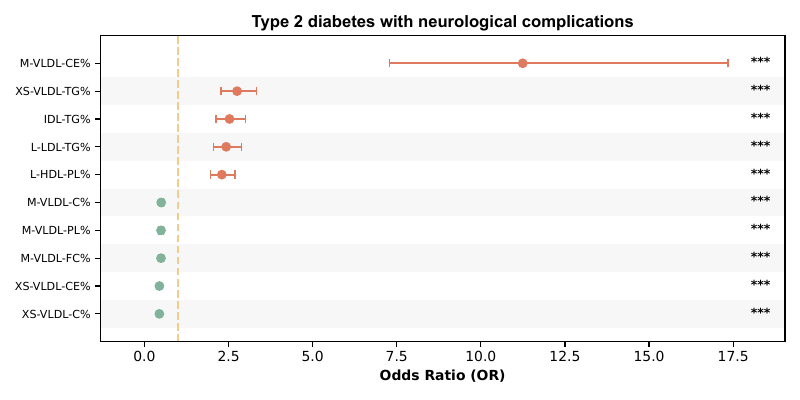 Type 2 diabetes with neurological complications
M-VLDL-CE% ***
XS-VLDL-TG% ***
IDL-TG% ***
L-LDL-TG% ***
L-HDL-PL% ***
M-VLDL-C% ***
M-VLDL-PL% ***
M-VLDL-FC% ***
XS-VLDL-CE% ***
XS-VLDL-C% ***
0.0 2.5 5.0 7.5 10.0 12.5 15.0 17.5
Odds Ratio (OR)